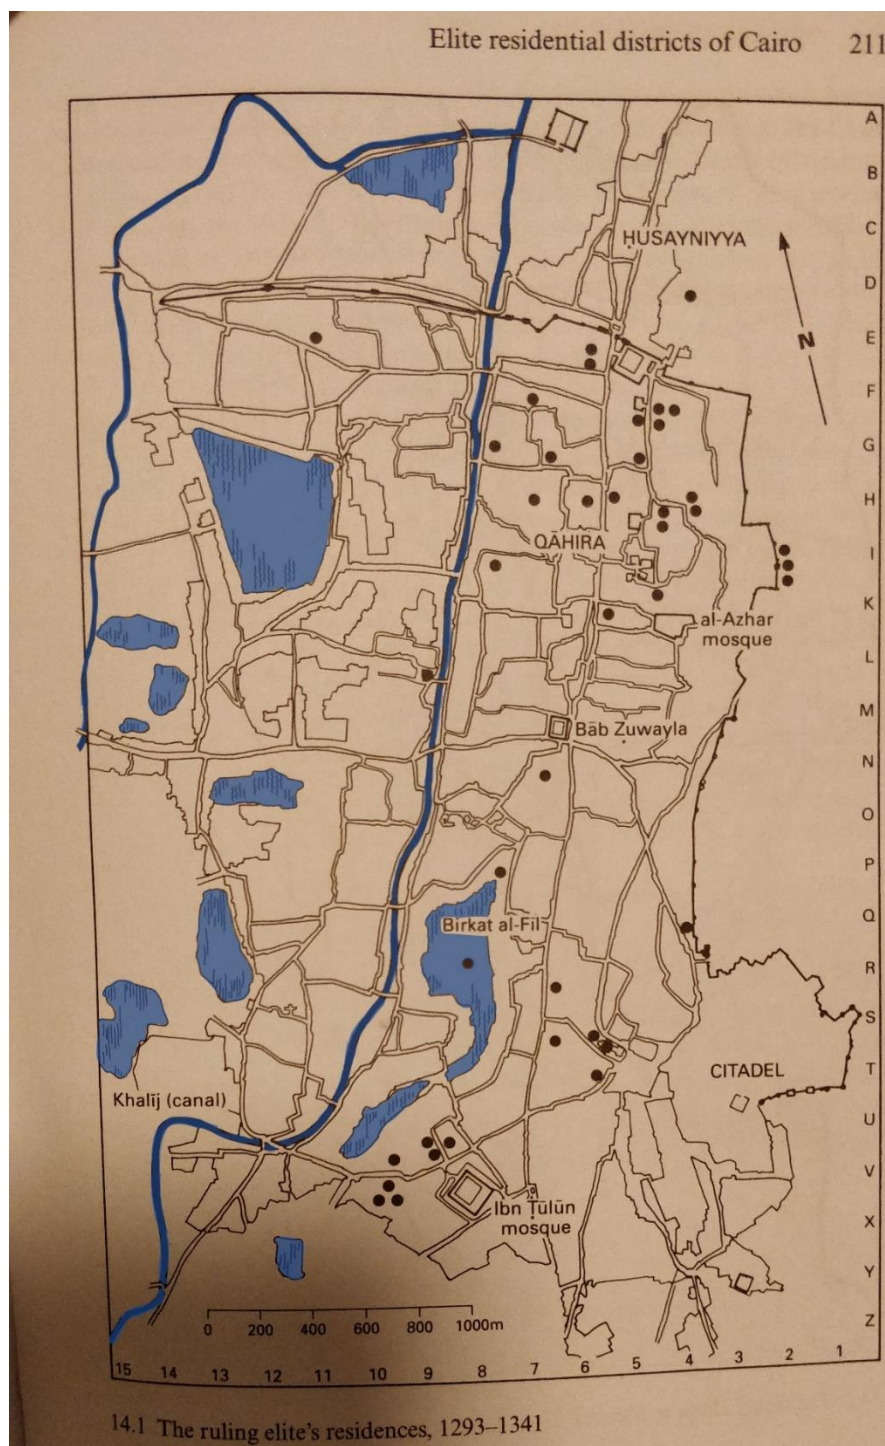 Elite residential districts of Cairo 211
A
B
C
ḤUSAYNIYYA
D
E
N
F
G
H
QĀHIRA
I
K
al-Azhar
mosque
L
M
Bāb Zuwayla
N
O
P
Q
Birkat al-Fil
R
S
T
CITADEL
Khalīj (canal)
U
V
Ibn Ṭūlūn
mosque
X
Y
Z
0 200 400 600 800 1000m
15 14 13 12 11 10 9 8 7 6 5 4 3 2 1
14.1 The ruling elite's residences, 1293–1341